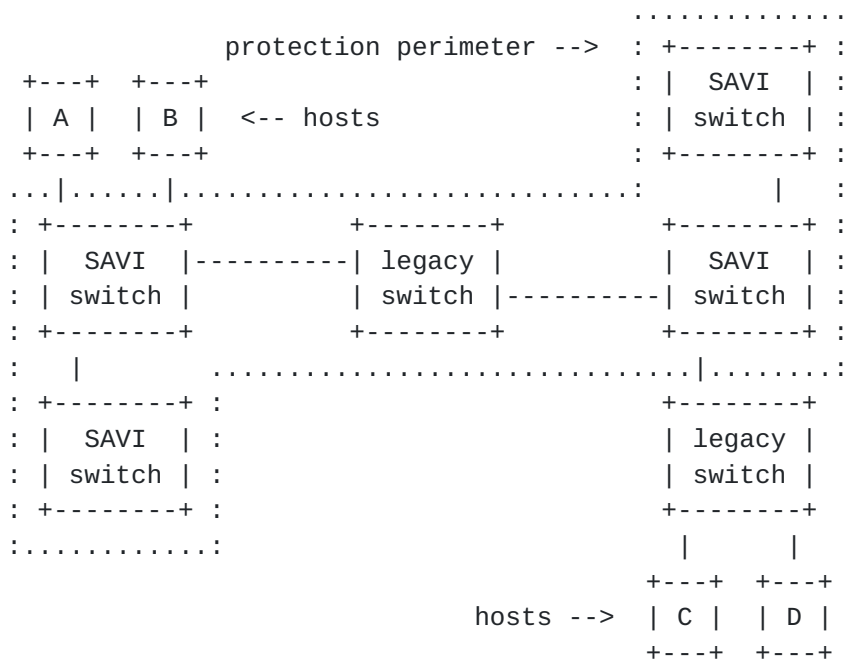 protection perimeter -->
SAVI
A B <-- hosts switch
SAVI legacy SAVI
switch switch switch
SAVI legacy
switch switch
hosts --> C D